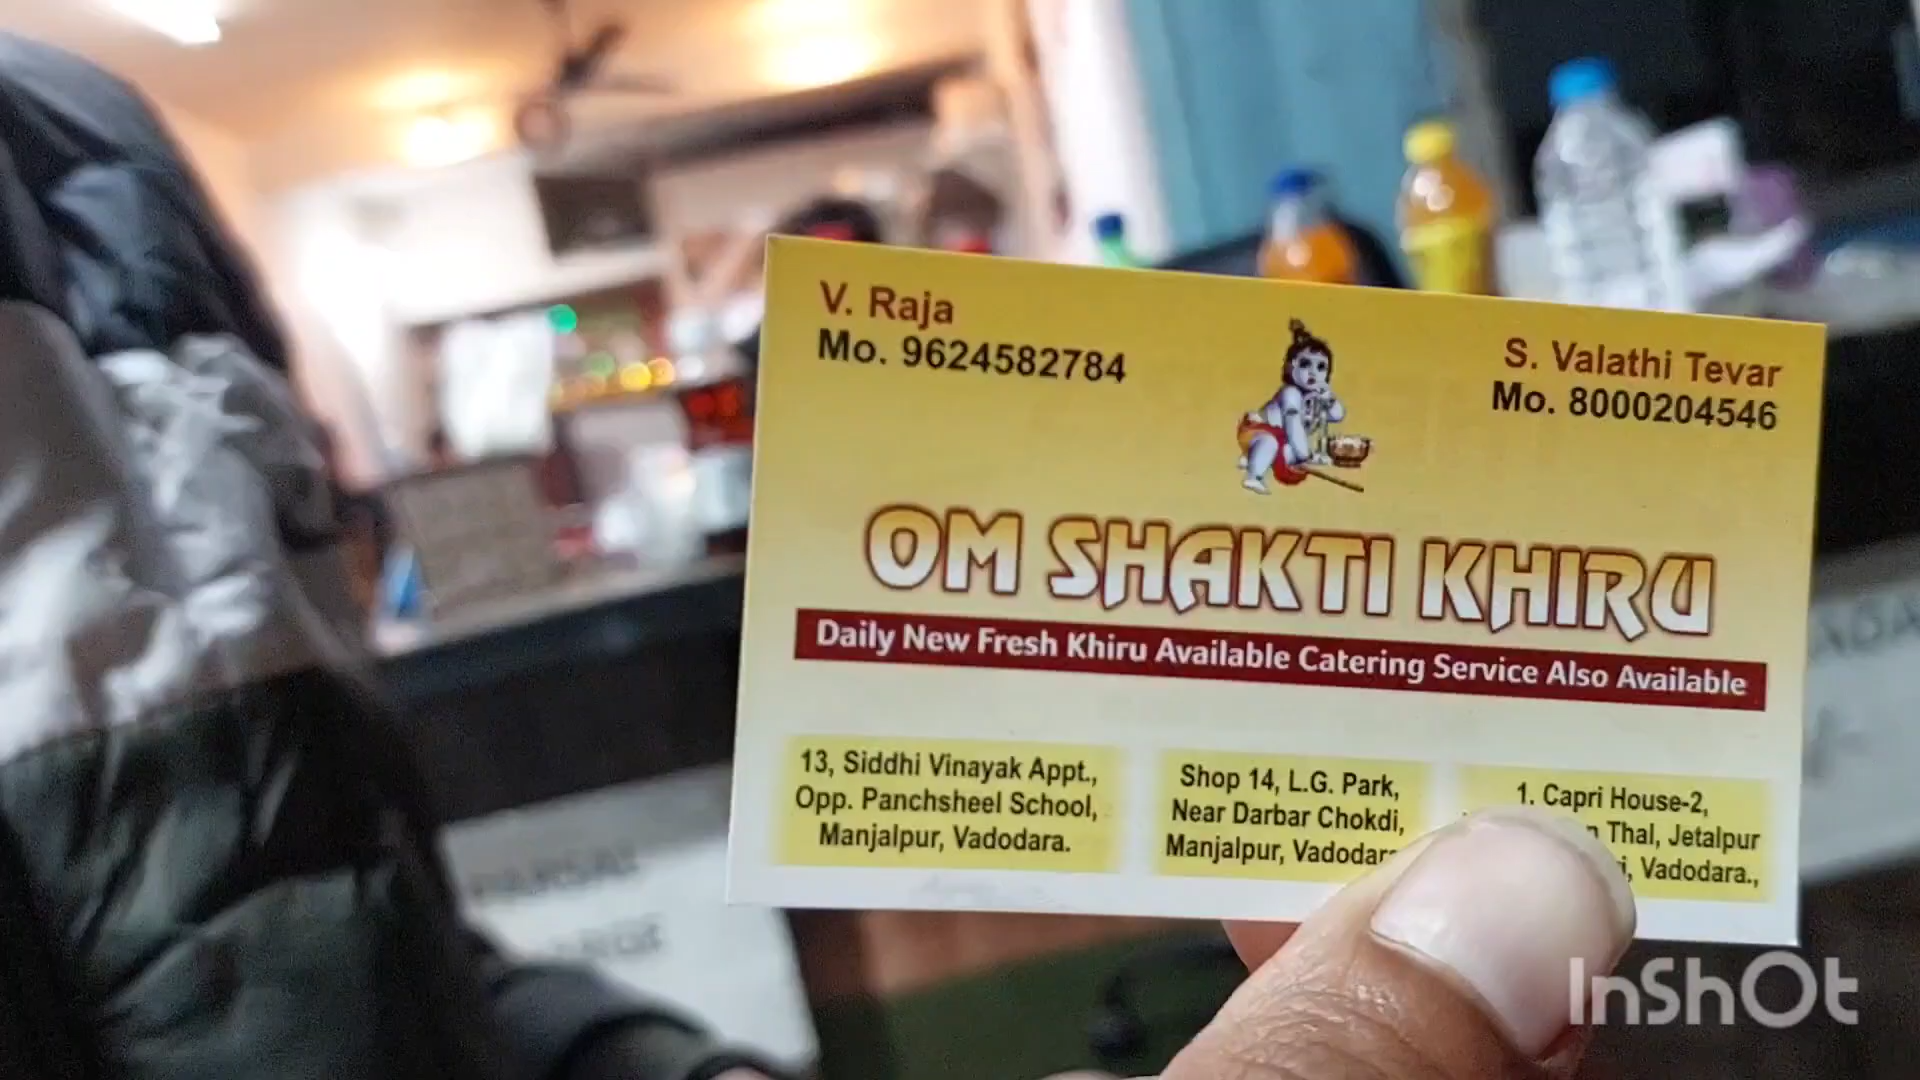 V. Raja
Mo. 9624582784
S. Valathi Tevar
Mo. 8000204546
OM SHAKTI KHIRU
Daily New Fresh Khiru Available Catering Service Also Available
13, Siddhi Vinayak Appt.,
Opp. Panchsheel School,
Manjalpur, Vadodara.
Shop 14, L.G. Park,
Near Darbar Chokdi,
Manjalpur,
1. Capri House-2,
Thal, Jetalpur
Vadodara.,
InShOt